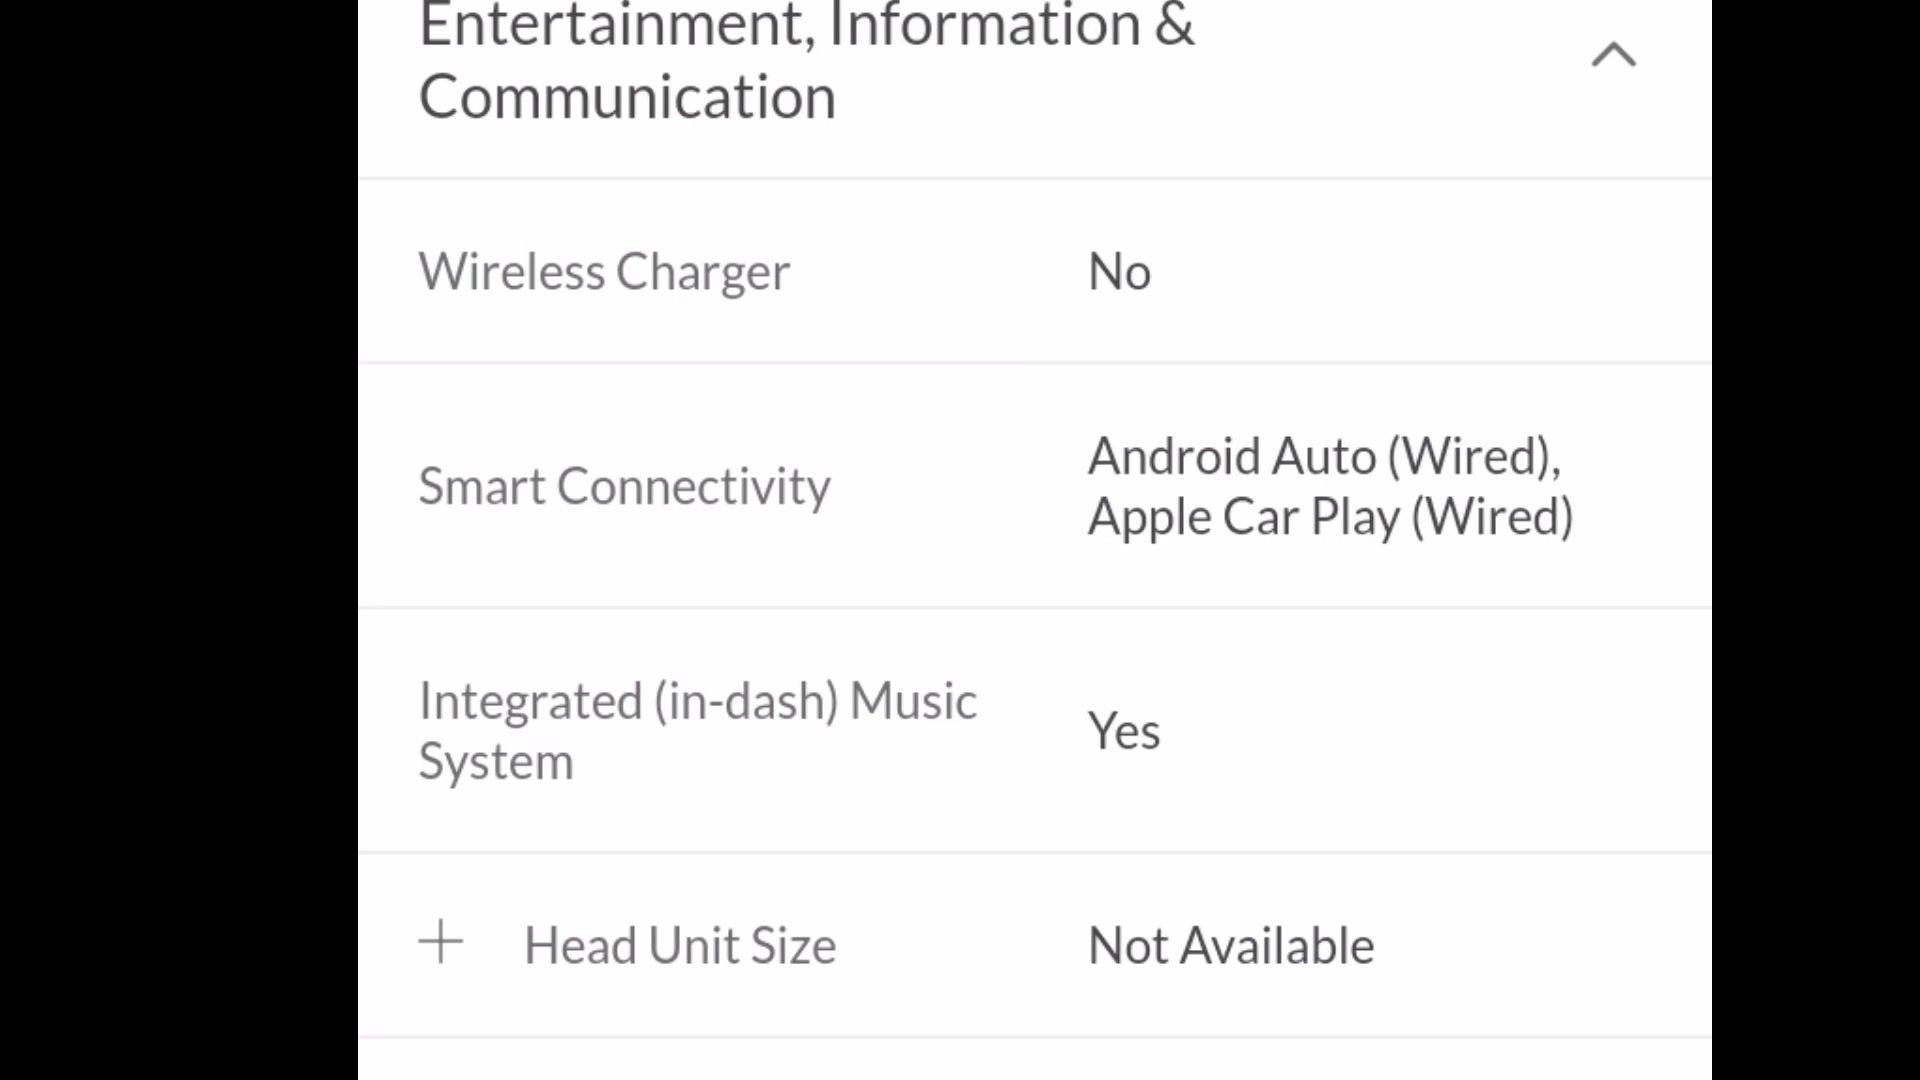 Entertainment, Information &
Communication
Wireless Charger
No
Smart Connectivity
Android Auto (Wired),
Apple Car Play (Wired)
Integrated (in-dash) Music
System
Yes
Head Unit Size
Not Available